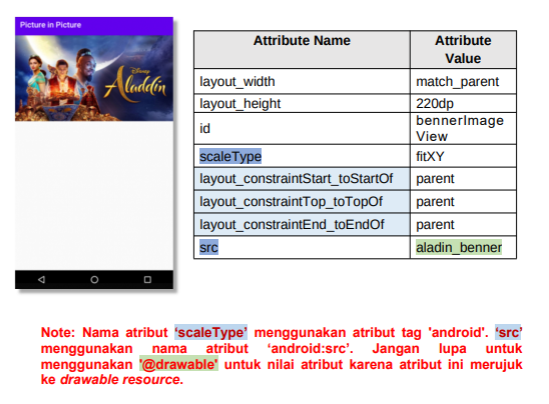 Picture in Picture
Disney
Aladdin
Attribute Name Attribute Value
layout_width match_parent
layout_height 220dp
id bennerImage View
scaleType fitXY
layout_constraintStart_toStartOf parent
layout_constraintTop_toTopOf parent
layout_constraintEnd_toEndOf parent
src aladin_benner
Note: Nama atribut ‘scaleType’ menggunakan atribut tag 'android'. ‘src’
menggunakan nama atribut ‘android:src’. Jangan lupa untuk
menggunakan '@drawable' untuk nilai atribut karena atribut ini merujuk
ke drawable resource.